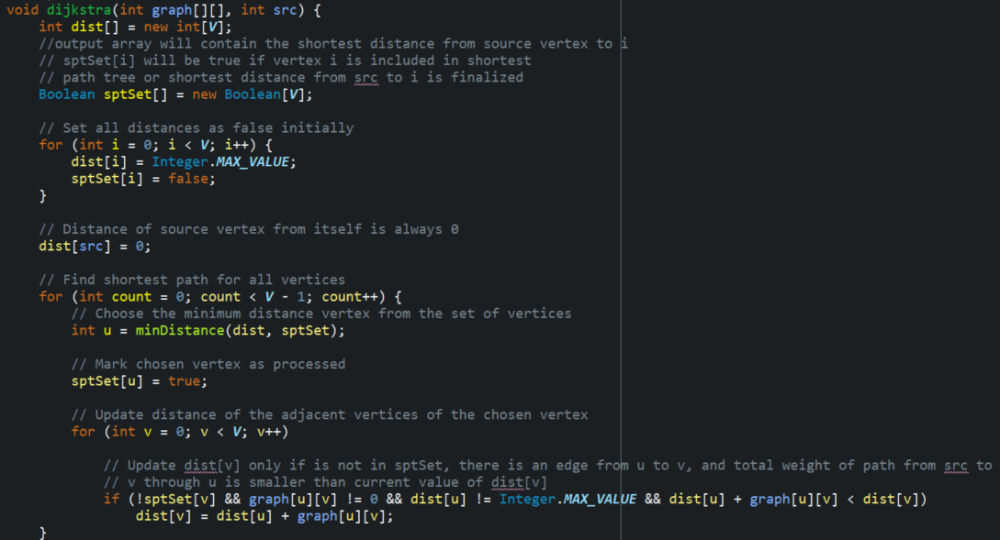 void dijkstra(int graph[][], int src) {
    int dist[] = new int[V];
    //output array will contain the shortest distance from source vertex to i
    // sptSet[i] will be true if vertex i is included in shortest
    // path tree or shortest distance from src to i is finalized
    Boolean sptSet[] = new Boolean[V];

    // Set all distances as false initially
    for (int i = 0; i < V; i++) {
        dist[i] = Integer.MAX_VALUE;
        sptSet[i] = false;
    }

    // Distance of source vertex from itself is always 0
    dist[src] = 0;

    // Find shortest path for all vertices
    for (int count = 0; count < V - 1; count++) {
        // Choose the minimum distance vertex from the set of vertices
        int u = minDistance(dist, sptSet);

        // Mark chosen vertex as processed
        sptSet[u] = true;

        // Update distance of the adjacent vertices of the chosen vertex
        for (int v = 0; v < V; v++)

            // Update dist[v] only if is not in sptSet, there is an edge from u to v, and total weight of path from src to
            // v through u is smaller than current value of dist[v]
            if (!sptSet[v] && graph[u][v] != 0 && dist[u] != Integer.MAX_VALUE && dist[u] + graph[u][v] < dist[v])
                dist[v] = dist[u] + graph[u][v];
    }